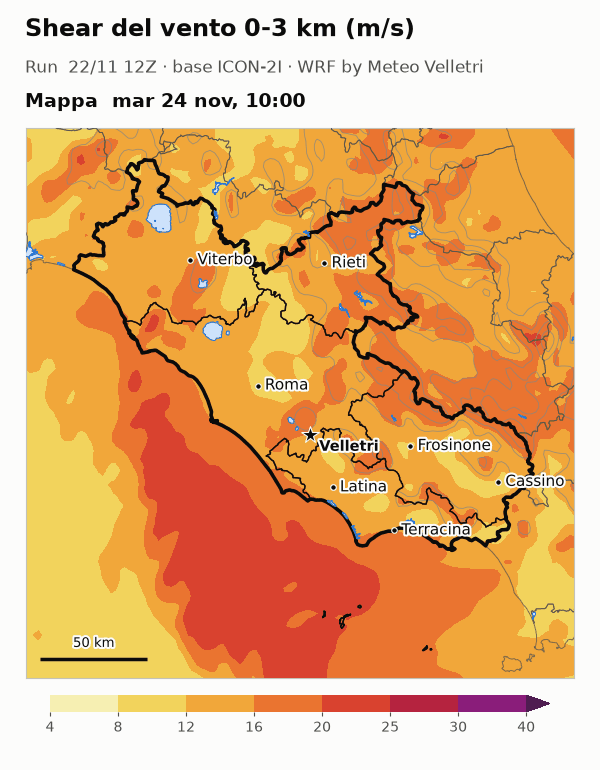 Shear del vento 0-3 km (m/s)
Run  22/11 12Z · base ICON-2I · WRF by Meteo Velletri
Mappa  mar 24 nov, 10:00
Viterbo
Rieti
Roma
Velletri
Frosinone
Cassino
Latina
Terracina
50 km
4 8 12 16 20 25 30 40